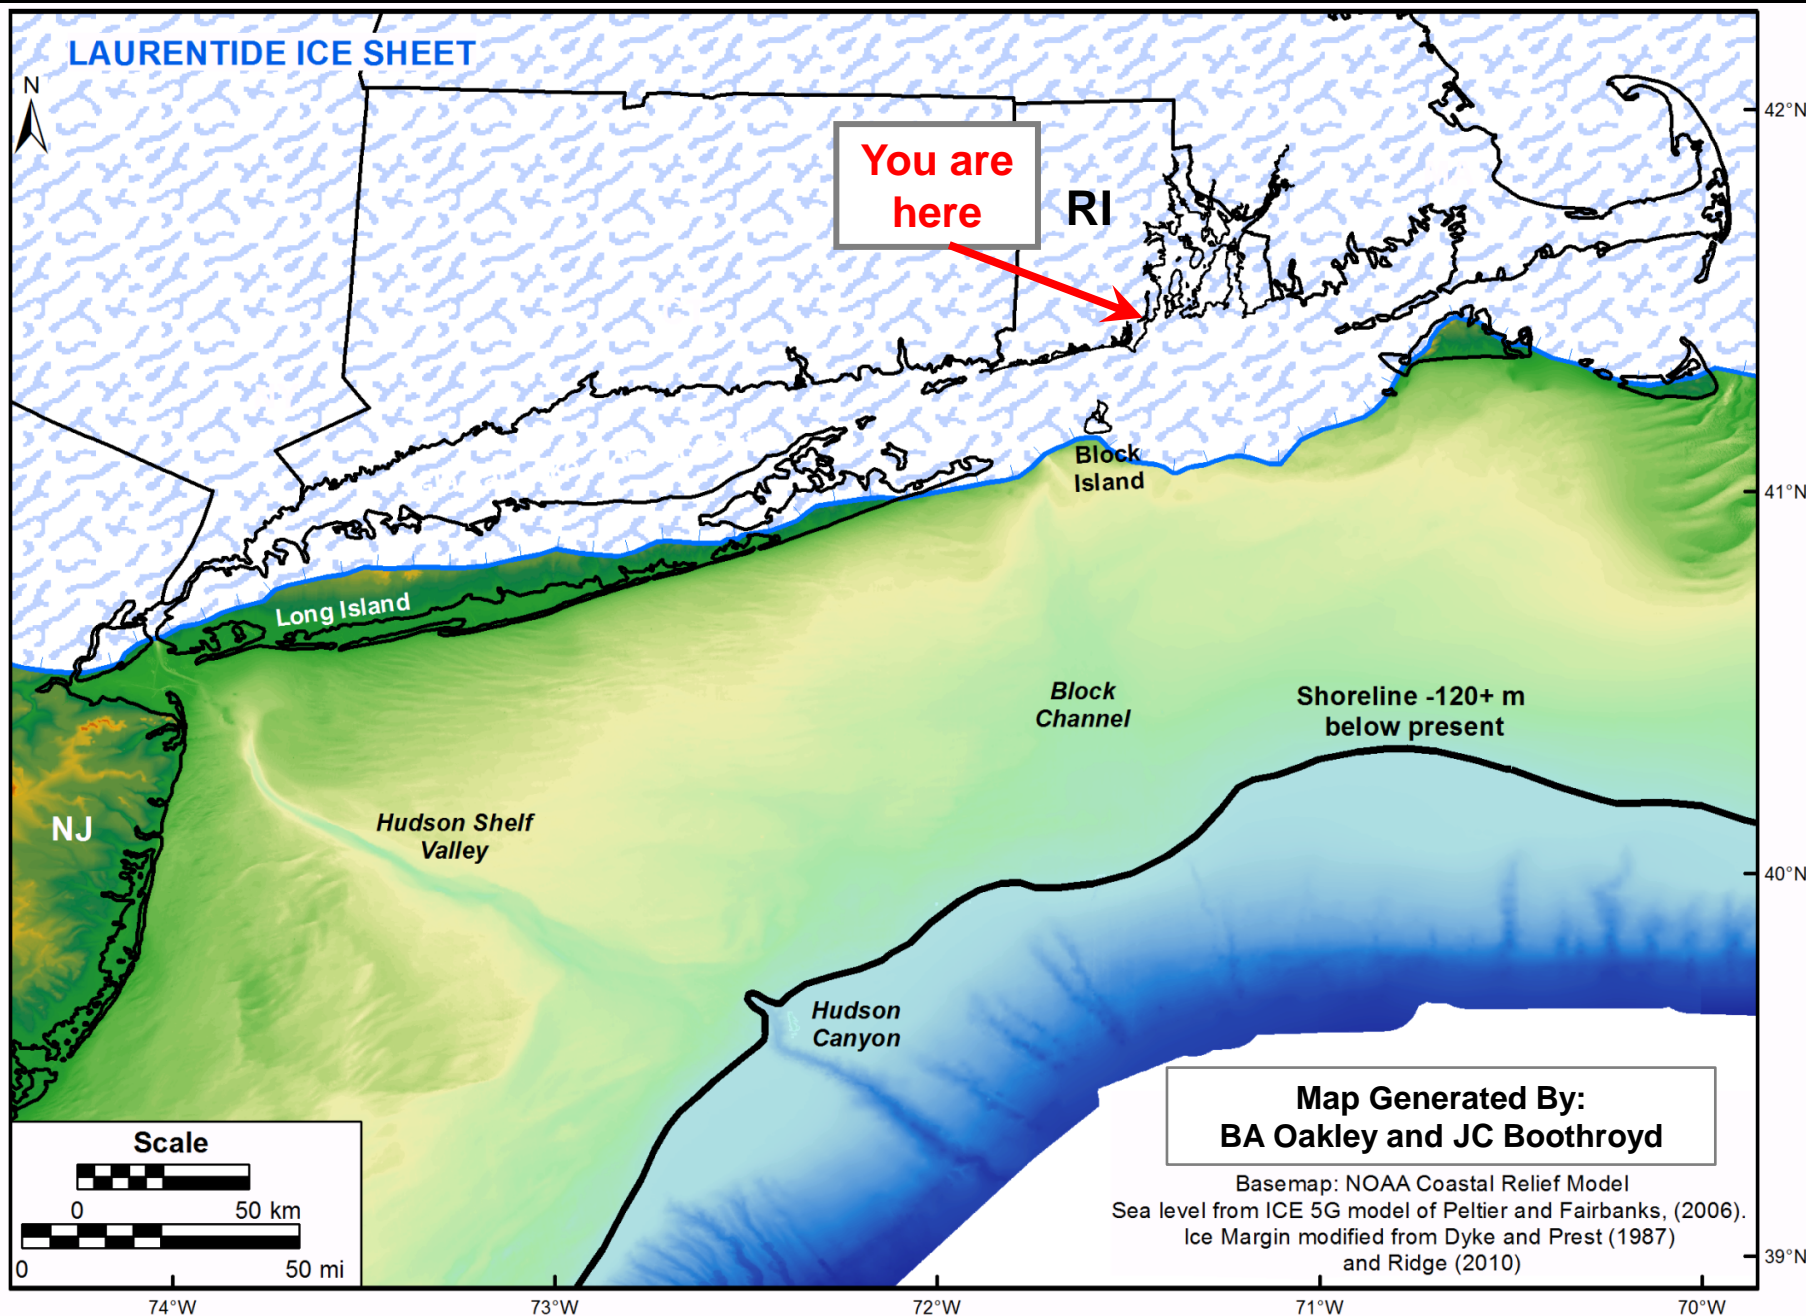 LAURENTIDE ICE SHEET
N
42°N
You are
here
RI
Block
Island
41°N
Long Island
Block
Channel
Shoreline -120+ m
below present
NJ
Hudson Shelf
Valley
40°N
Hudson
Canyon
Map Generated By:
BA Oakley and JC Boothroyd
Scale
0 50 km
0 50 mi
Basemap: NOAA Coastal Relief Model
Sea level from ICE 5G model of Peltier and Fairbanks, (2006).
Ice Margin modified from Dyke and Prest (1987)
and Ridge (2010)
39°N
74°W 73°W 72°W 71°W 70°W